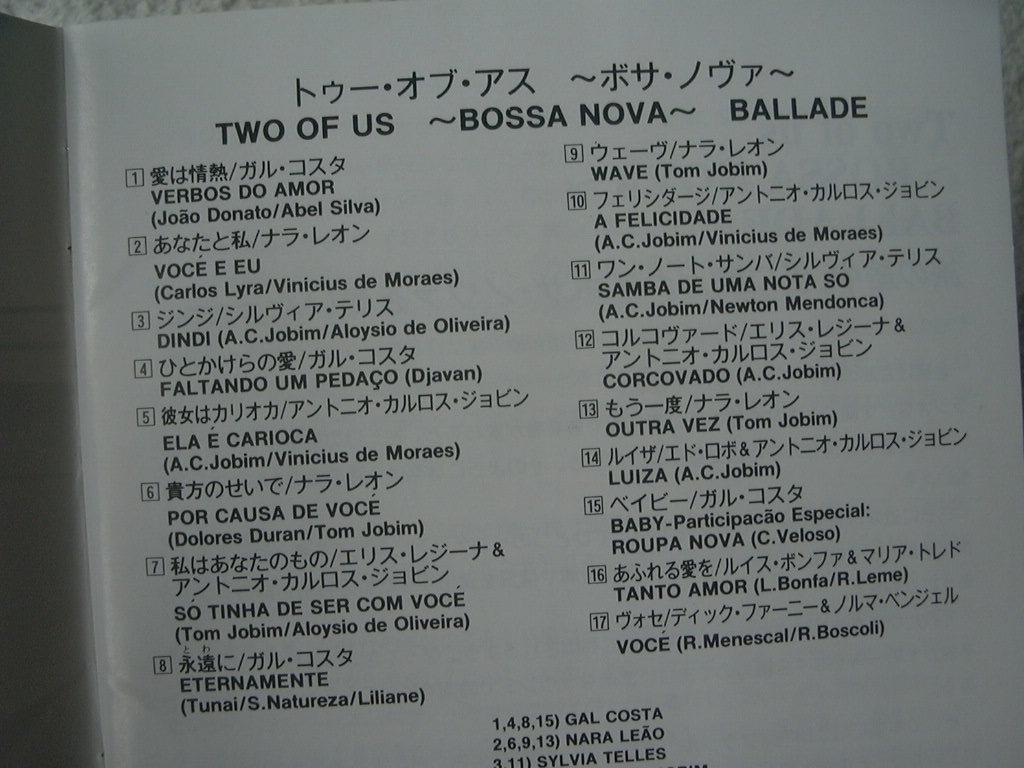 トゥー・オブ・アス　～ボサ・ノヴァ～
TWO OF US　～BOSSA NOVA～　BALLADE
1 愛は情熱/ガル・コスタ
VERBOS DO AMOR
(João Donato/Abel Silva)
2 あなたと私/ナラ・レオン
VOCÉ E EU
(Carlos Lyra/Vinicius de Moraes)
3 ジンジ/シルヴィア・テリス
DINDI (A.C.Jobim/Aloysio de Oliveira)
4 ひとかけらの愛/ガル・コスタ
FALTANDO UM PEDAÇO (Djavan)
5 彼女はカリオカ/アントニオ・カルロス・ジョビン
ELA É CARIOCA
(A.C.Jobim/Vinicius de Moraes)
6 貴方のせいで/ナラ・レオン
POR CAUSA DE VOCÉ
(Dolores Duran/Tom Jobim)
7 私はあなたのもの/エリス・レジーナ&
アントニオ・カルロス・ジョビン
SÓ TINHA DE SER COM VOCÉ
(Tom Jobim/Aloysio de Oliveira)
とわ
8 永遠に/ガル・コスタ
ETERNAMENTE
(Tunai/S.Natureza/Liliane)
9 ウェーヴ/ナラ・レオン
WAVE (Tom Jobim)
10 フェリシダージ/アントニオ・カルロス・ジョビン
A FELICIDADE
(A.C.Jobim/Vinicius de Moraes)
11 ワン・ノート・サンバ/シルヴィア・テリス
SAMBA DE UMA NOTA SO
(A.C.Jobim/Newton Mendonca)
12 コルコヴァード/エリス・レジーナ&
アントニオ・カルロス・ジョビン
CORCOVADO (A.C.Jobim)
13 もう一度/ナラ・レオン
OUTRA VEZ (Tom Jobim)
14 ルイザ/エド・ロボ&アントニオ・カルロス・ジョビン
LUIZA (A.C.Jobim)
15 ベイビー/ガル・コスタ
BABY-Participacão Especial:
ROUPA NOVA (C.Veloso)
16 あふれる愛を/ルイス・ボンファ&マリア・トレド
TANTO AMOR (L.Bonfa/R.Leme)
17 ヴォセ/ディック・ファーニー&ノルマ・ベンジェル
VOCÉ (R.Menescal/R.Boscoli)
1,4,8,15) GAL COSTA
2,6,9,13) NARA LEÃO
3,11) SYLVIA TELLES